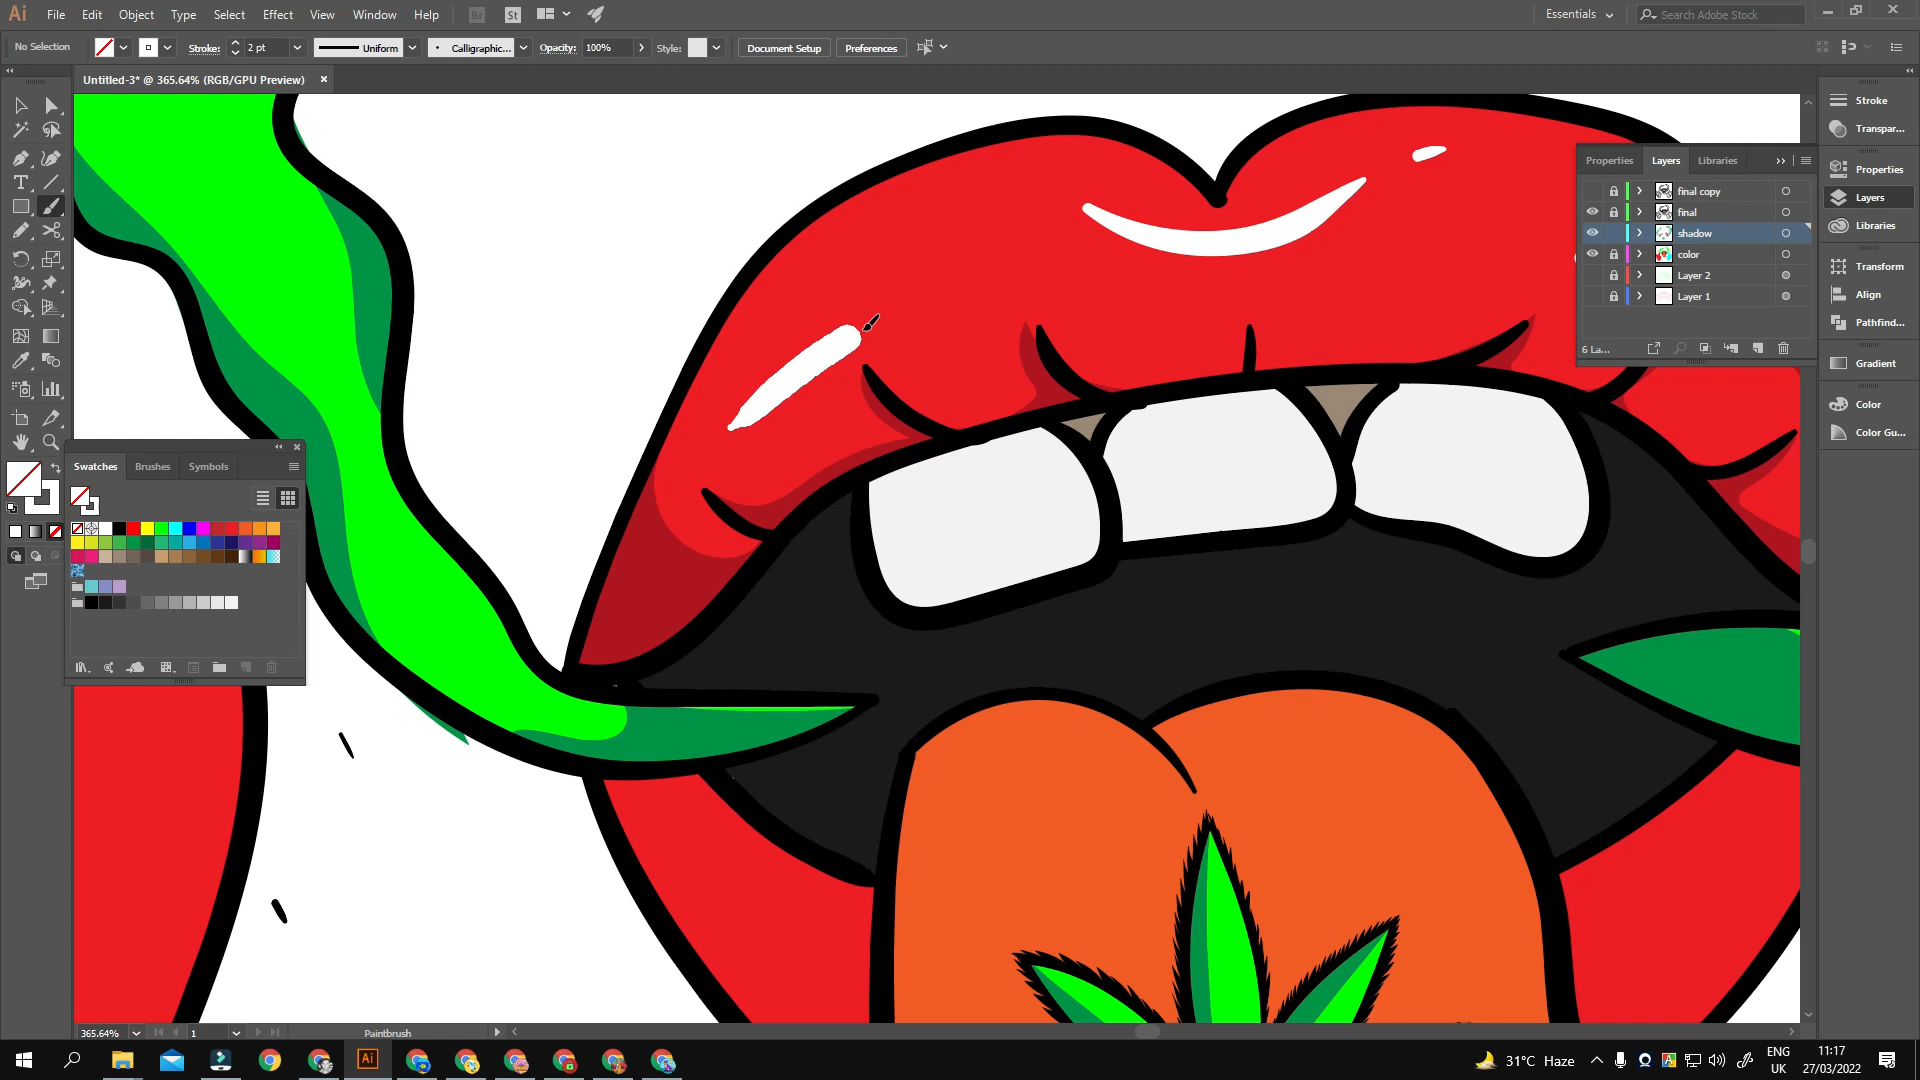 Ai File Edit Object Type Select Effect View Window Help Br St Essentials Search Adobe Stock
No Selection Stroke: 2 pt Uniform Calligraphic... Opacity: 100% Style: Document Setup Preferences
Untitled-3* @ 365.64% (RGB/GPU Preview)
Stroke
Transpar...
Properties
Layers
Libraries
Transform
Align
Pathfind...
Gradient
Color
Color Gu...
Properties Layers Libraries
final copy
final
shadow
color
Layer 2
Layer 1
6 La...
Swatches Brushes Symbols
365.64% 1 Paintbrush
Ai 31°C Haze ENG UK 11:17 27/03/2022